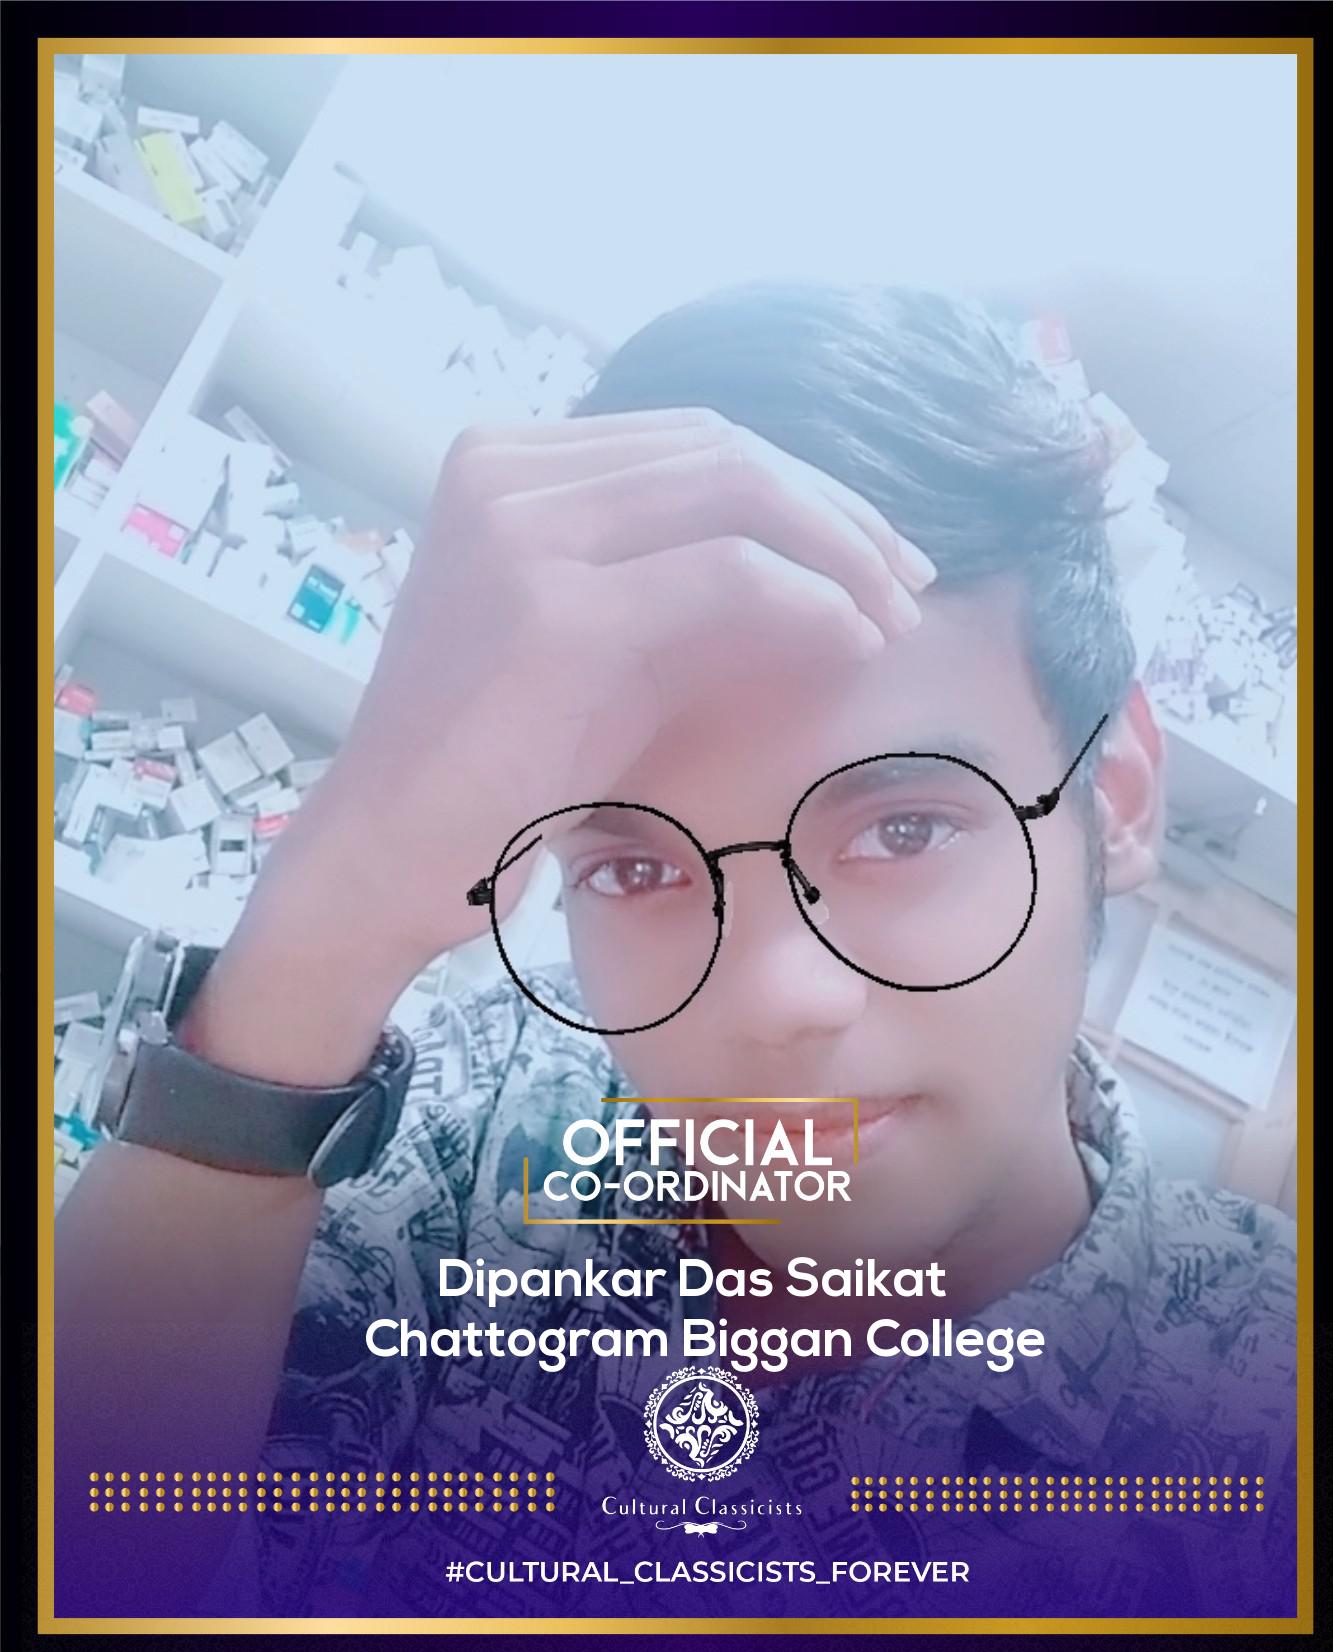 OFFICIAL
CO-ORDINATOR
Dipankar Das Saikat
Chattogram Biggan College
Cultural Classicists
#CULTURAL_CLASSICISTS_FOREVER